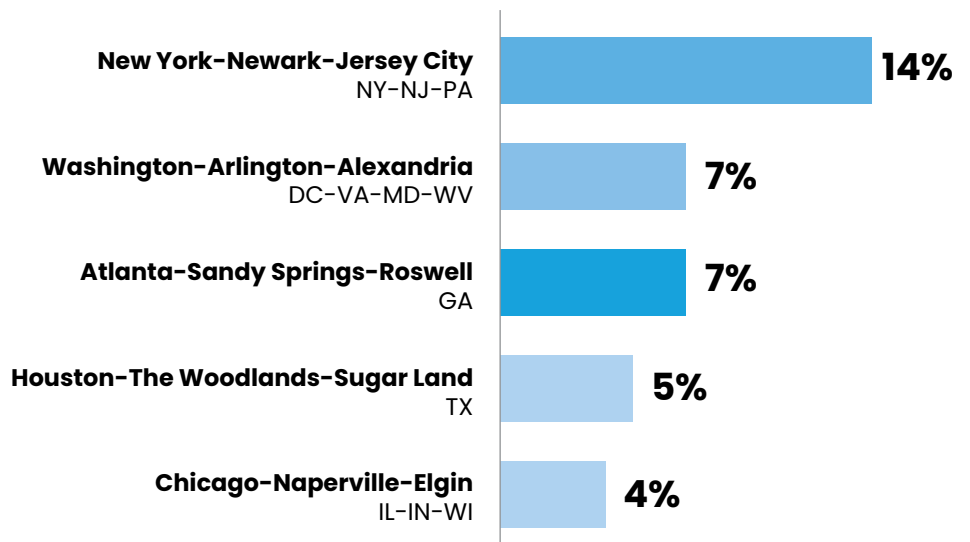 New York-Newark-Jersey City
NY-NJ-PA
14%
Washington-Arlington-Alexandria
DC-VA-MD-WV
7%
Atlanta-Sandy Springs-Roswell
GA
7%
Houston-The Woodlands-Sugar Land
TX
5%
Chicago-Naperville-Elgin
IL-IN-WI
4%